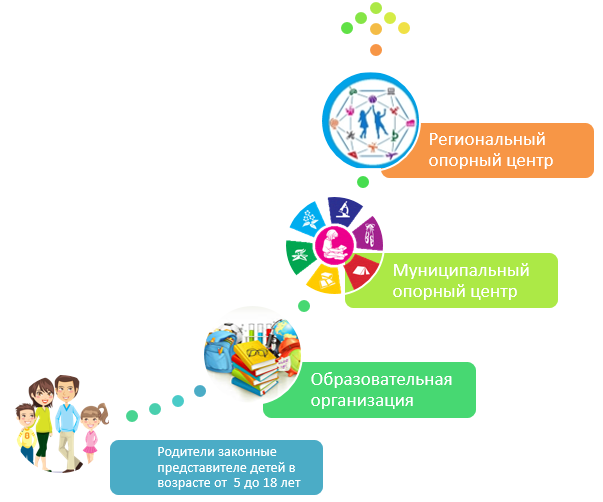 Региональный
опорный центр
Муниципальный
опорный центр
Образовательная
организация
Родители законные
представителе детей в
возрасте от 5 до 18 лет